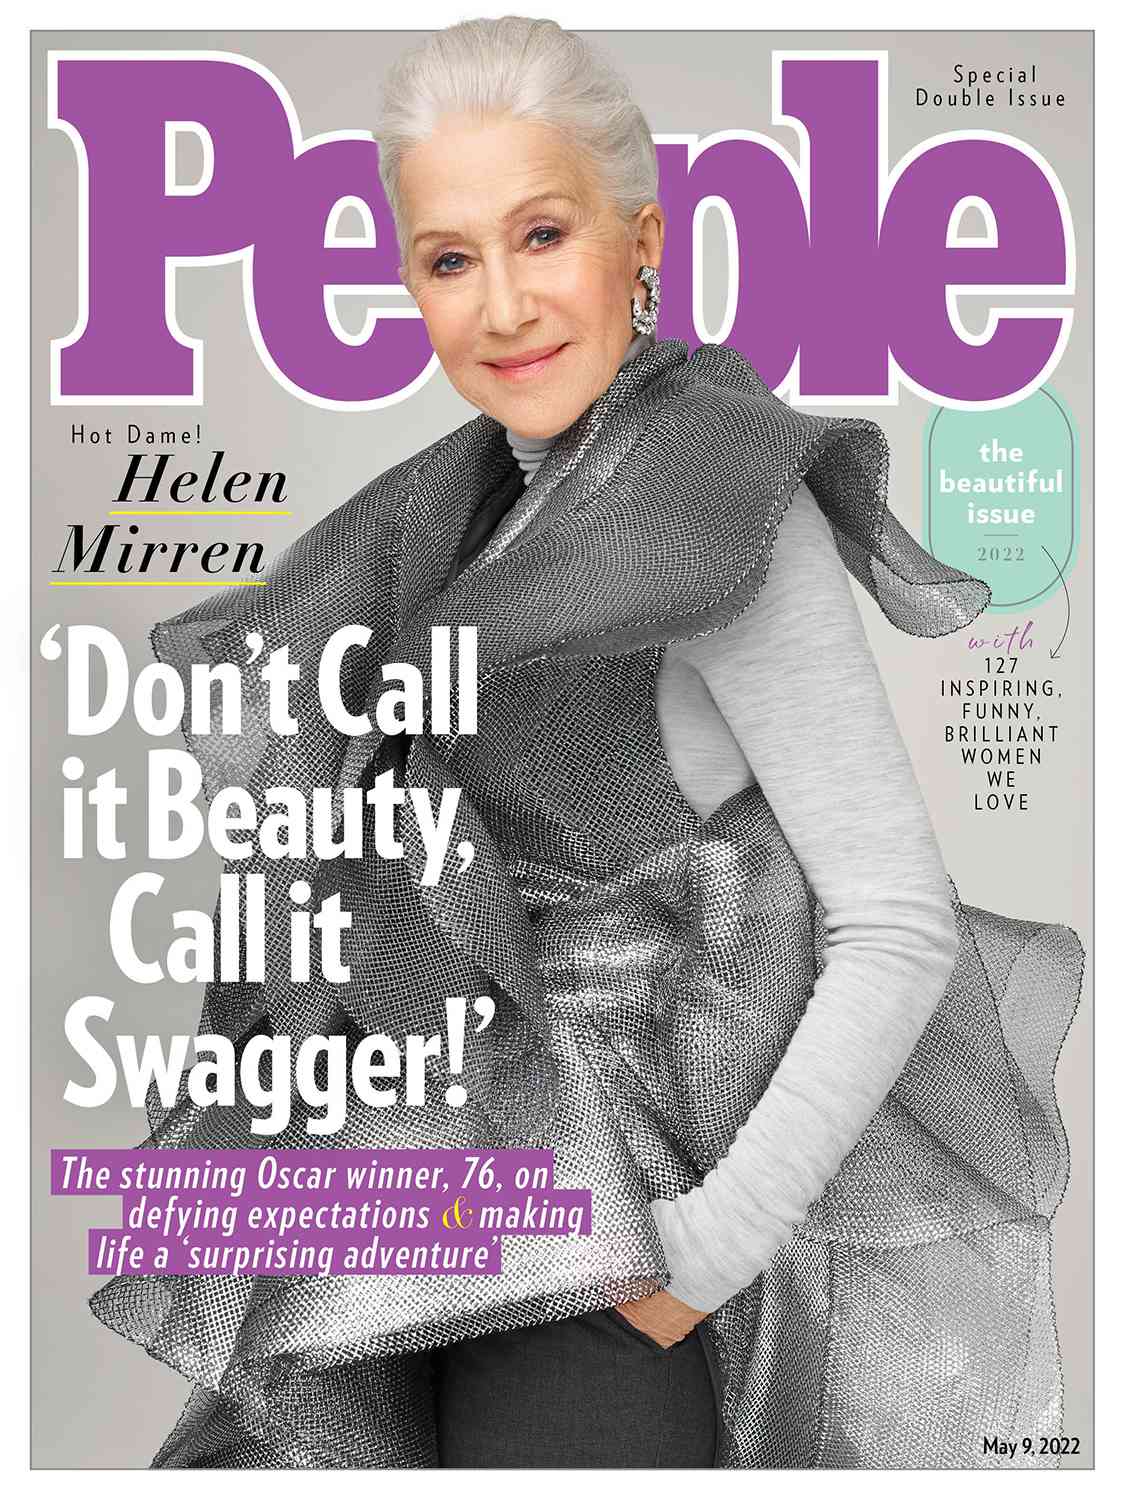 People
Special
Double Issue
Hot Dame!
Helen
Mirren
‘Don’t Call
it Beauty,
Call it
Swagger!’
The stunning Oscar winner, 76, on
defying expectations & making
life a ‘surprising adventure’
the
beautiful
issue
2022
with
127
INSPIRING,
FUNNY,
BRILLIANT
WOMEN
WE
LOVE
May 9, 2022